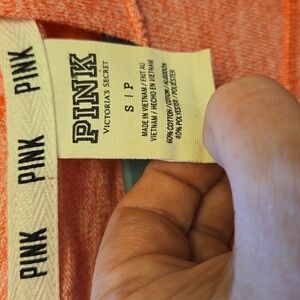 PINK
VICTORIA'S SECRET
S | P
MADE IN VIETNAM / FAIT AU
VIETNAM / HECHO EN VIETNAM
60% COTTON / COTON / ALGODÓN
40% POLYESTER / POLIÉSTER
PINK
PINK
PINK